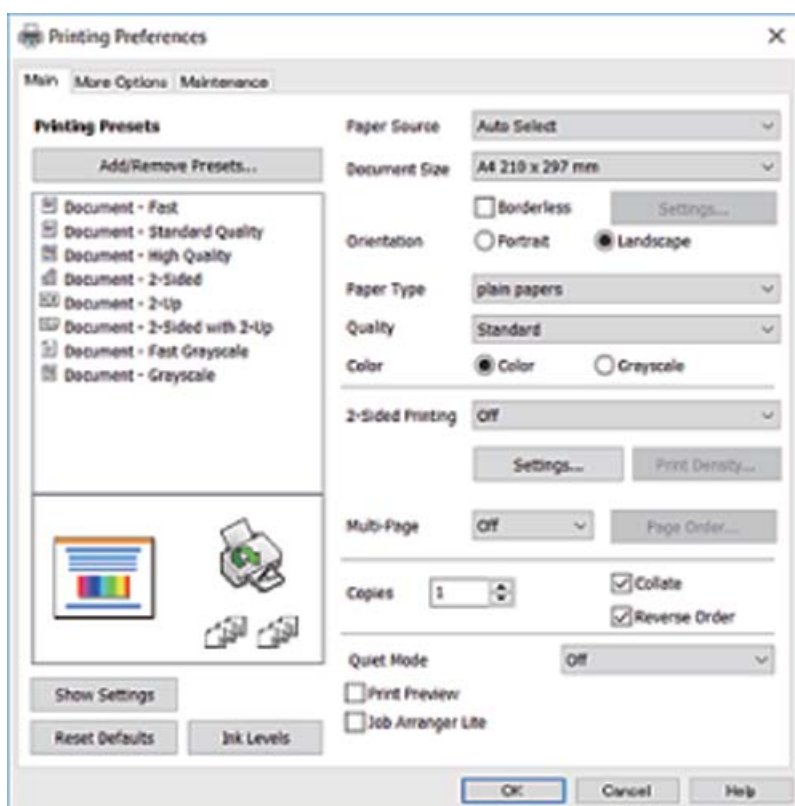 Printing Preferences
Main More Options Maintenance
Printing Presets
Add/Remove Presets...
Document - Fast
Document - Standard Quality
Document - High Quality
Document - 2-Sided
Document - 2-Up
Document - 2-Sided with 2-Up
Document - Fast Grayscale
Document - Grayscale
Show Settings
Reset Defaults Ink Levels
Paper Source Auto Select
Document Size A4 210 x 297 mm
Borderless Settings...
Orientation Portrait Landscape
Paper Type plain papers
Quality Standard
Color Color Grayscale
2-Sided Printing Off
Settings... Print Density...
Multi-Page Off Page Order...
Copies 1 Collate
Reverse Order
Quiet Mode Off
Print Preview
Job Arranger Lite
OK Cancel Help